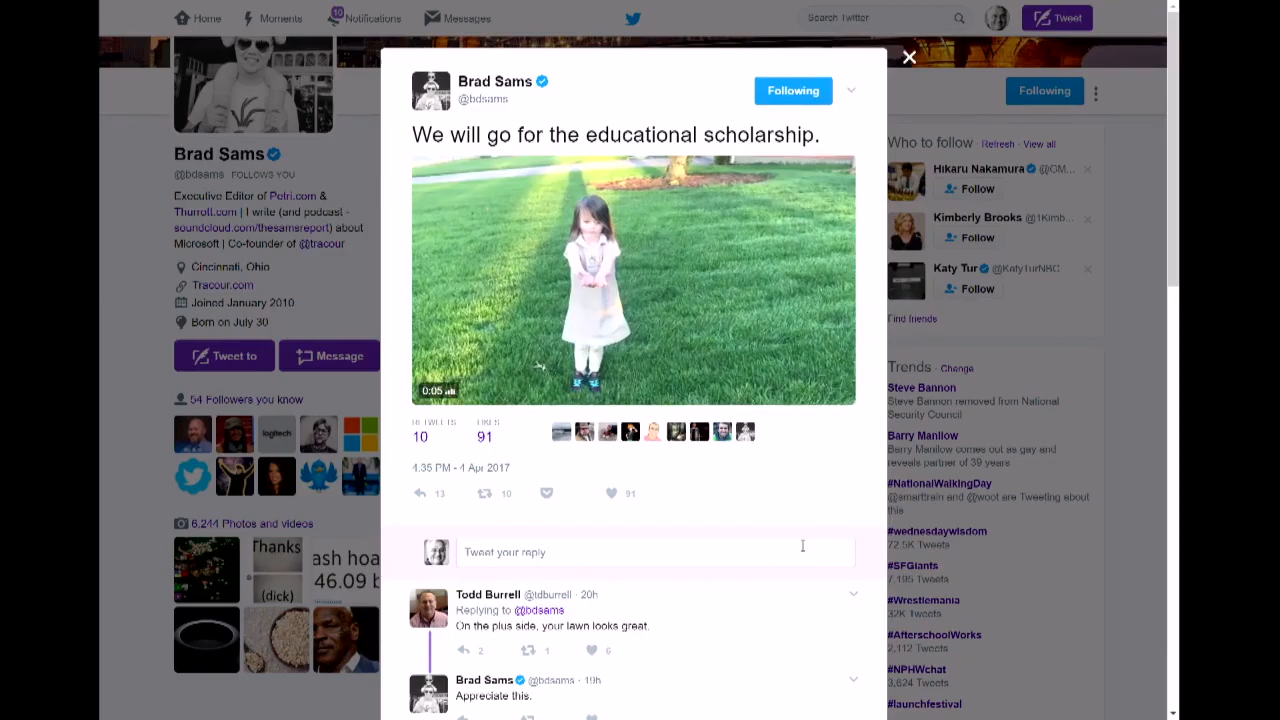 Home
Moments
10
Notifications
Messages
Search Twitter
Tweet
Brad Sams
@bdsams FOLLOWS YOU
Executive Editor of Petri.com &
Thurrott.com | I write (and podcast -
soundcloud.com/thesamsreport) about
Microsoft | Co-founder of @tracour
Cincinnati, Ohio
Tracour.com
Joined January 2010
Born on July 30
Tweet to
Message
54 Followers you know
logitech
6,244 Photos and videos
Thanks
(dick)
ash hoa
46.09 b
Brad Sams
@bdsams
Following
We will go for the educational scholarship.
0:05
RETWEETS
10
LIKES
91
4:35 PM - 4 Apr 2017
13
10
91
Tweet your reply
Todd Burrell @tdburrell · 20h
Replying to @bdsams
On the plus side, your lawn looks great.
2
1
6
Brad Sams @bdsams · 19h
Appreciate this.
Following
Who to follow · Refresh · View all
Hikaru Nakamura @GM...
Follow
Kimberly Brooks @1Kimb...
Follow
Katy Tur @KatyTurNBC
Follow
Find friends
Trends · Change
Steve Bannon
Steve Bannon removed from National
Security Council
Barry Manilow
Barry Manilow comes out as gay and
reveals partner of 39 years
#NationalWalkingDay
@smarttrain and @woot are Tweeting about
this
#wednesdaywisdom
72.5K Tweets
#SFGiants
7,195 Tweets
#Wrestlemania
32K Tweets
#AfterschoolWorks
2,112 Tweets
#NPHWchat
3,624 Tweets
#launchfestival